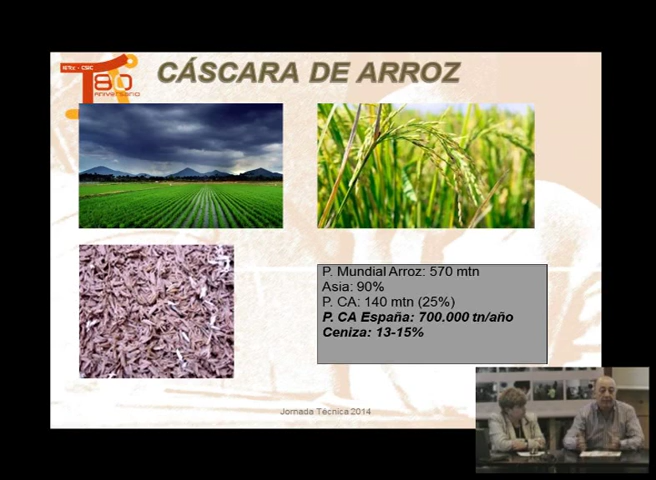 IETcc - CSIC
80
ANIVERSARIO
CÁSCARA DE ARROZ
P. Mundial Arroz: 570 mtn
Asia: 90%
P. CA: 140 mtn (25%)
P. CA España: 700.000 tn/año
Ceniza: 13-15%
Jornada Técnica 2014